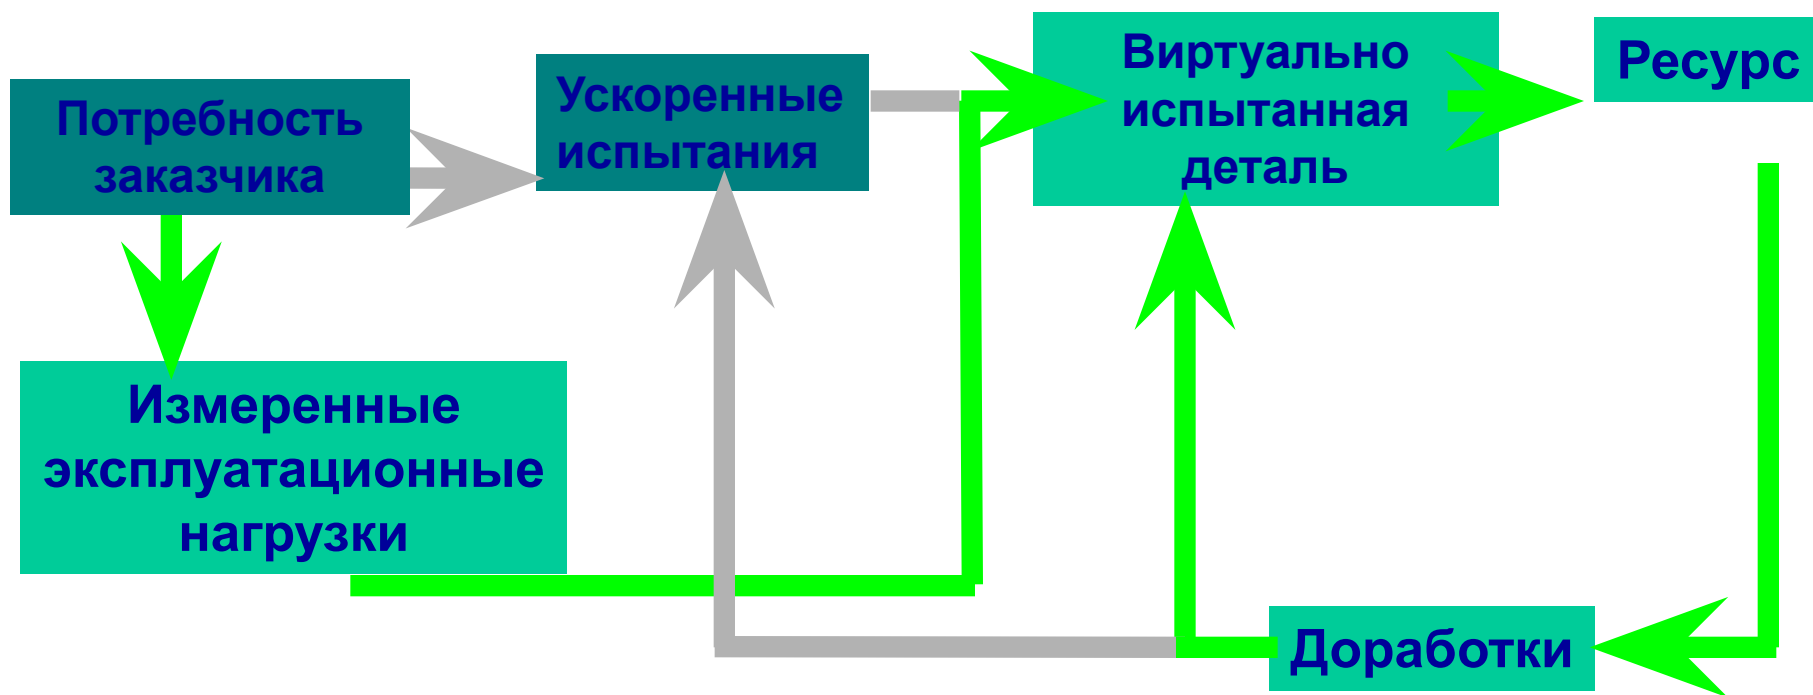 Потребность
заказчика
Ускоренные
испытания
Виртуально
испытанная
деталь
Ресурс
Измеренные
эксплуатационные
нагрузки
Доработки